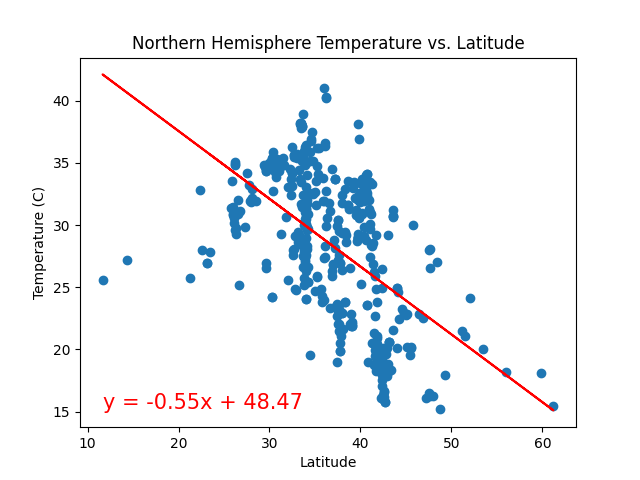 Northern Hemisphere Temperature vs. Latitude
Temperature (C)
40
35
30
25
20
15
y = -0.55x + 48.47
10 20 30 40 50 60
Latitude